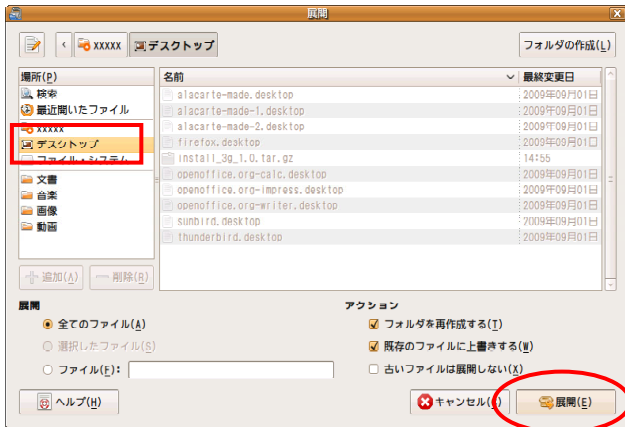 展開
xxxxx デスクトップ フォルダの作成(L)
場所(P) 名前 最終変更日
検索 alacarte-made.desktop 2009年09月01日
最近開いたファイル alacarte-made-1.desktop 2009年09月01日
xxxxx alacarte-made-2.desktop 2009年09月01日
デスクトップ firefox.desktop 2009年09月01日
ファイル・システム install_3g_1.0.tar.gz 14:55
文書 openoffice.org-calc.desktop 2009年09月01日
音楽 openoffice.org-impress.desktop 2009年09月01日
画像 openoffice.org-writer.desktop 2009年09月01日
動画 sunbird.desktop 2009年09月01日
thunderbird.desktop 2009年09月01日
追加(A) 削除(R)
展開 アクション
全てのファイル(A) フォルダを再作成する(T)
選択したファイル(S) 既存のファイルに上書きする(W)
ファイル(F): 古いファイルは展開しない(X)
ヘルプ(H) キャンセル( 展開(E)